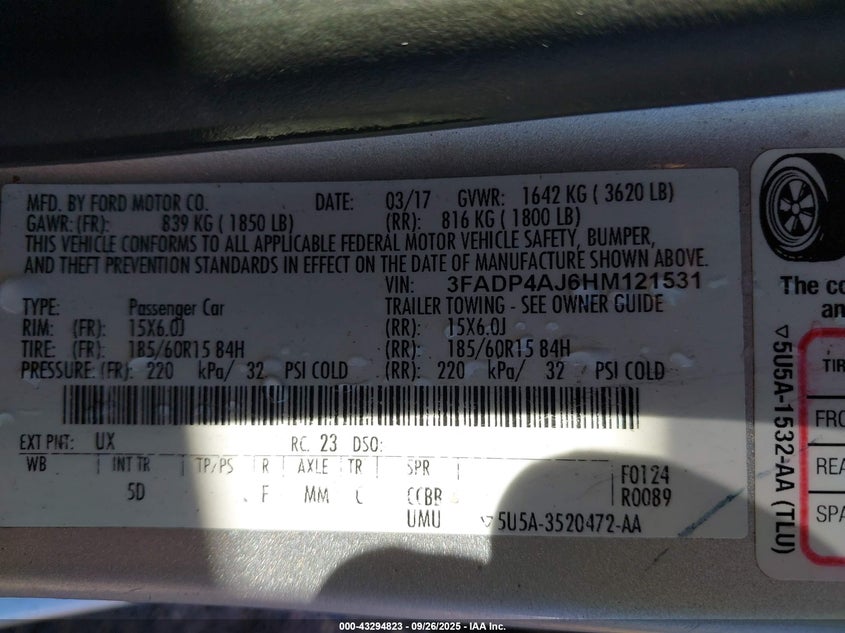 MFD. BY FORD MOTOR CO. DATE: 03/17 GVWR: 1642 KG ( 3620 LB)
GAWR: (FR): 839 KG ( 1850 LB) (RR): 816 KG ( 1800 LB)
THIS VEHICLE CONFORMS TO ALL APPLICABLE FEDERAL MOTOR VEHICLE SAFETY, BUMPER,
AND THEFT PREVENTION STANDARDS IN EFFECT ON THE DATE OF MANUFACTURE SHOWN ABOVE.
VIN: 3FADP4AJ6HM121531
TYPE: Passenger Car TRAILER TOWING - SEE OWNER GUIDE
RIM: (FR): 15X6.0J (RR): 15X6.0J
TIRE: (FR): 185/60R15 84H (RR): 185/60R15 84H
PRESSURE: (FR): 220 kPa/ 32 PSI COLD (RR): 220 kPa/ 32 PSI COLD
EXT PNT: UX RC: 23 DSO:
WB INT TR TP/PS R AXLE TR SPR F0124
5D F MM C CCBB R0089
UMU ▽5U5A-3520472-AA
The co
an
▽5U5A-1532-AA (TLU)
TIR
FRO
REA
SPA
000-43294823 - 09/26/2025 - IAA Inc.